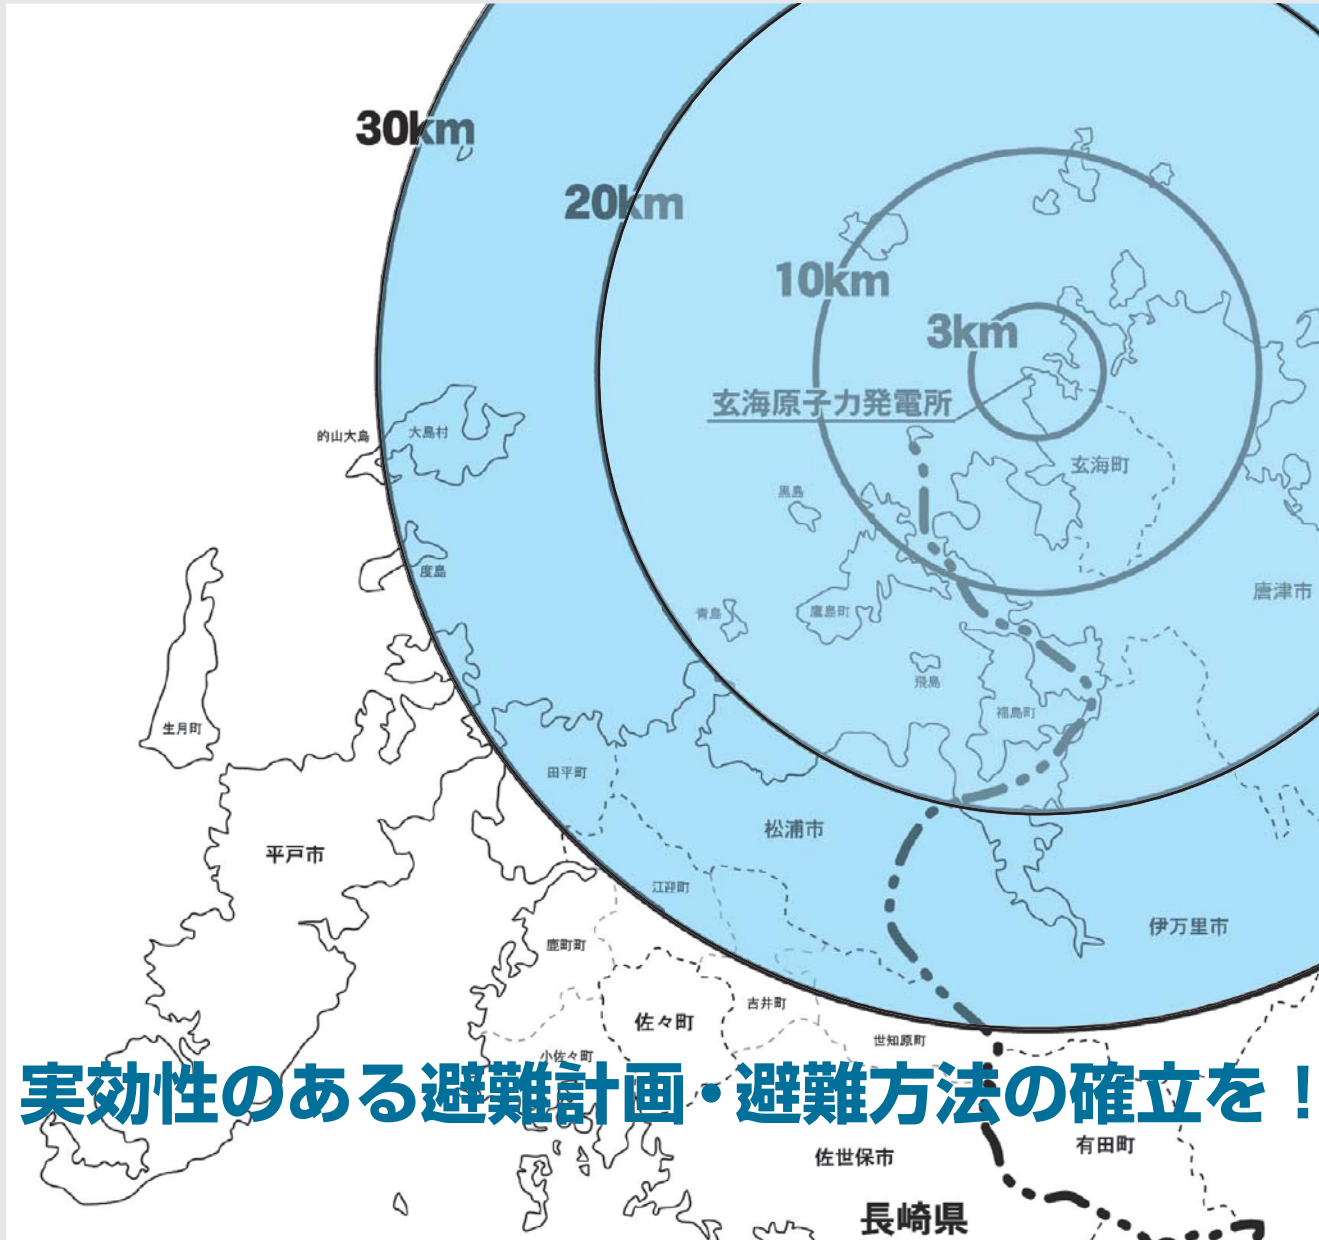 30km
20km
10km
3km
玄海原子力発電所
的山大島
大島村
玄海町
黒島
度島
唐津市
青島
鷹島町
飛島
福島町
生月町
田平町
松浦市
平戸市
江迎町
伊万里市
鹿町町
吉井町
佐々町
世知原町
小佐々町
実効性のある避難計画・避難方法の確立を！
有田町
佐世保市
長崎県